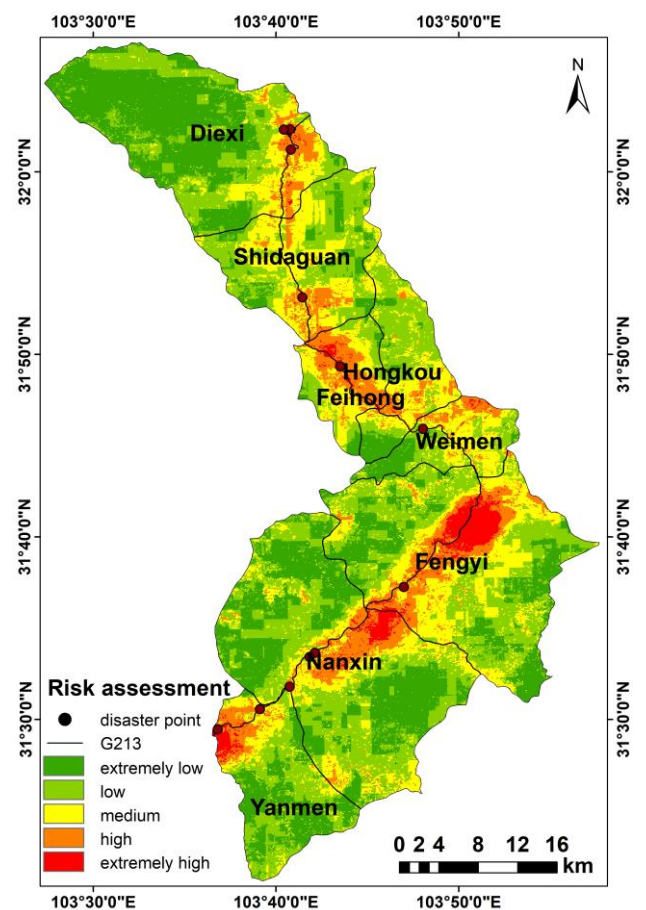 103°30'0"E 103°40'0"E 103°50'0"E
N
32°0'0"N 32°0'0"N
Diexi
Shidaguan
31°50'0"N 31°50'0"N
Hongkou
Feihong
Weimen
31°40'0"N 31°40'0"N
Fengyi
Nanxin
Risk assessment
31°30'0"N 31°30'0"N
disaster point
G213
extremely low
low
medium
high
extremely high
Yanmen
0 2 4 8 12 16
km
103°30'0"E 103°40'0"E 103°50'0"E